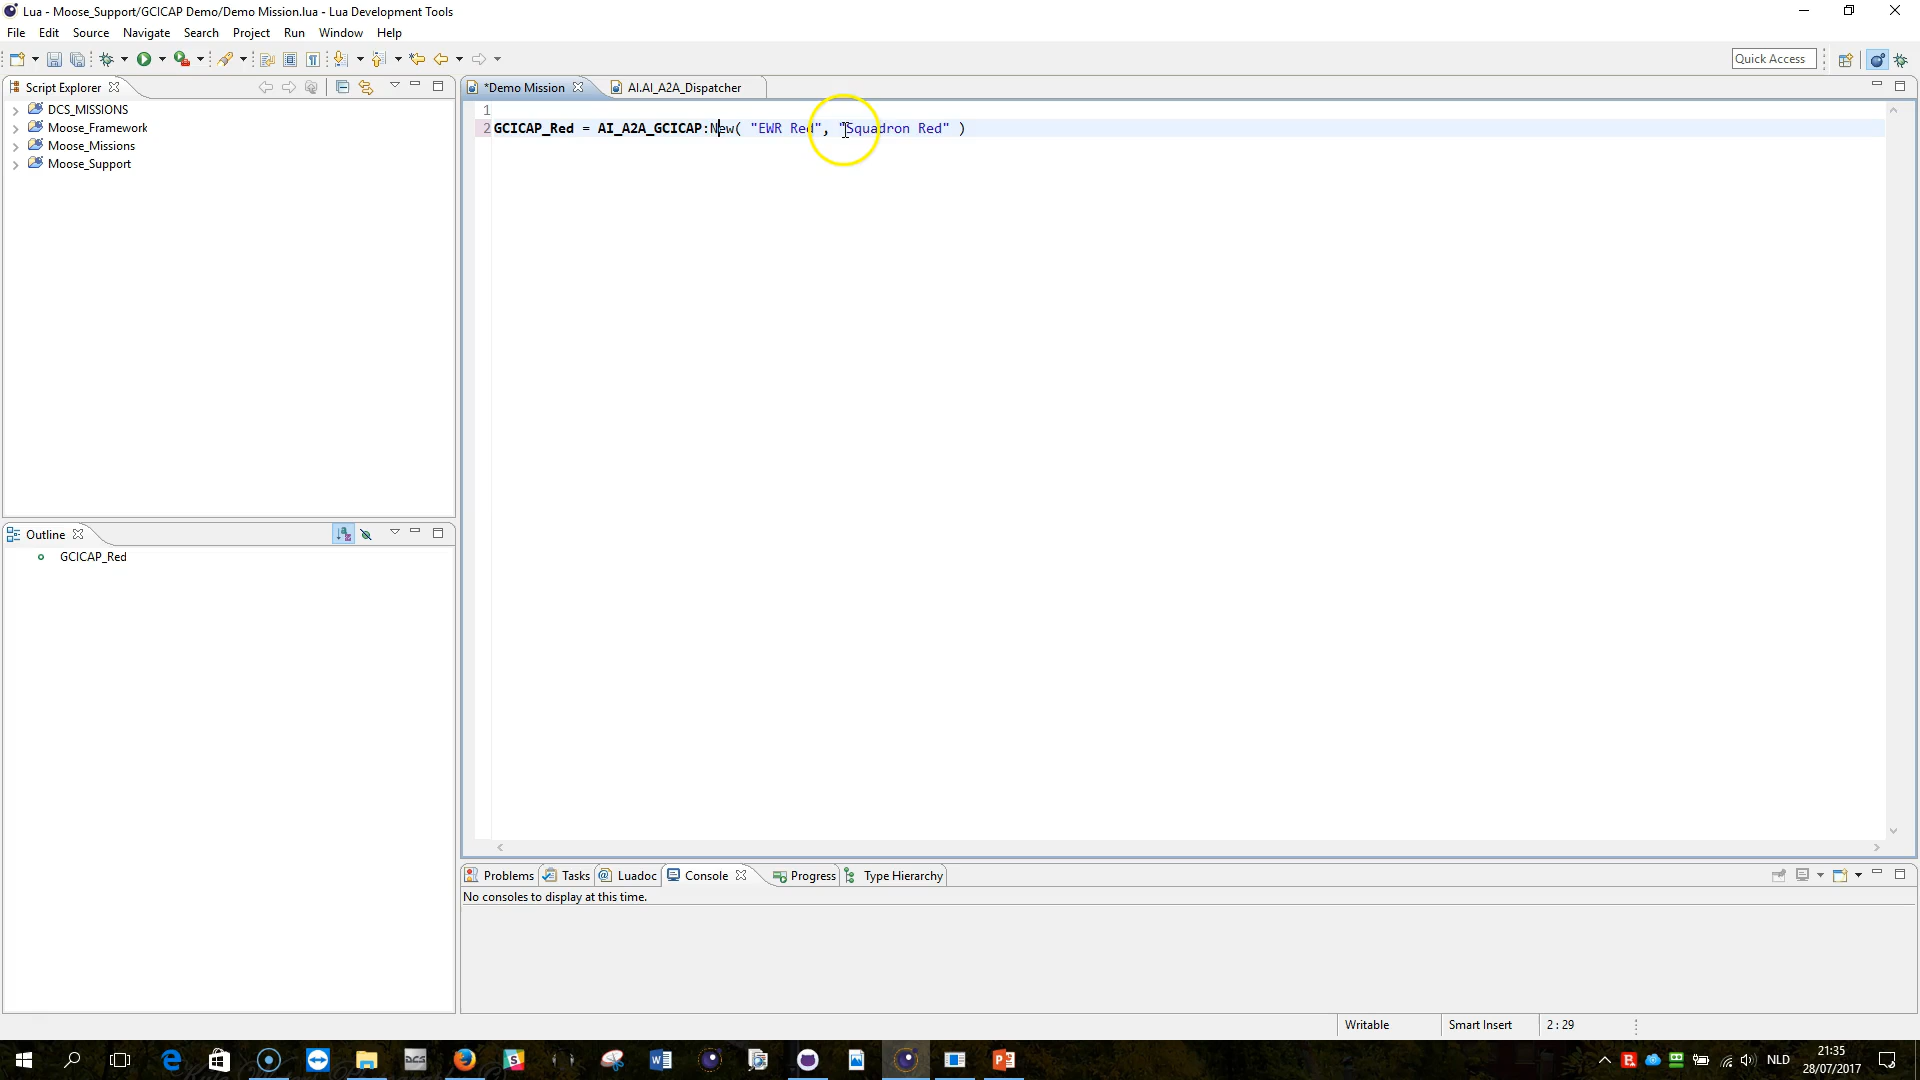 Lua - Moose_Support/GCICAP Demo/Demo Mission.lua - Lua Development Tools
File Edit Source Navigate Search Project Run Window Help
Quick Access
Script Explorer
*Demo Mission AI.AI_A2A_Dispatcher
DCS_MISSIONS
Moose_Framework
Moose_Missions
Moose_Support
1
2 GCICAP_Red = AI_A2A_GCICAP:New( "EWR Red", "Squadron Red" )
Outline
GCICAP_Red
Problems Tasks Luadoc Console Progress Type Hierarchy
No consoles to display at this time.
Writable Smart Insert 2 : 29
NLD
21:35
28/07/2017